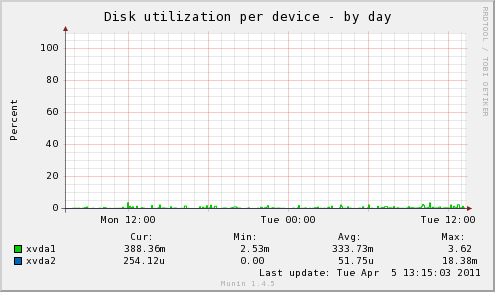 Disk utilization per device - by day
RRDTOOL / TOBI OETIKER
Percent
100
80
60
40
20
0
Mon 12:00 Tue 00:00 Tue 12:00
Cur: Min: Avg: Max:
xvda1 388.36m 2.53m 333.73m 3.62
xvda2 254.12u 0.00 51.75u 18.38m
Last update: Tue Apr 5 13:15:03 2011
Munin 1.4.5